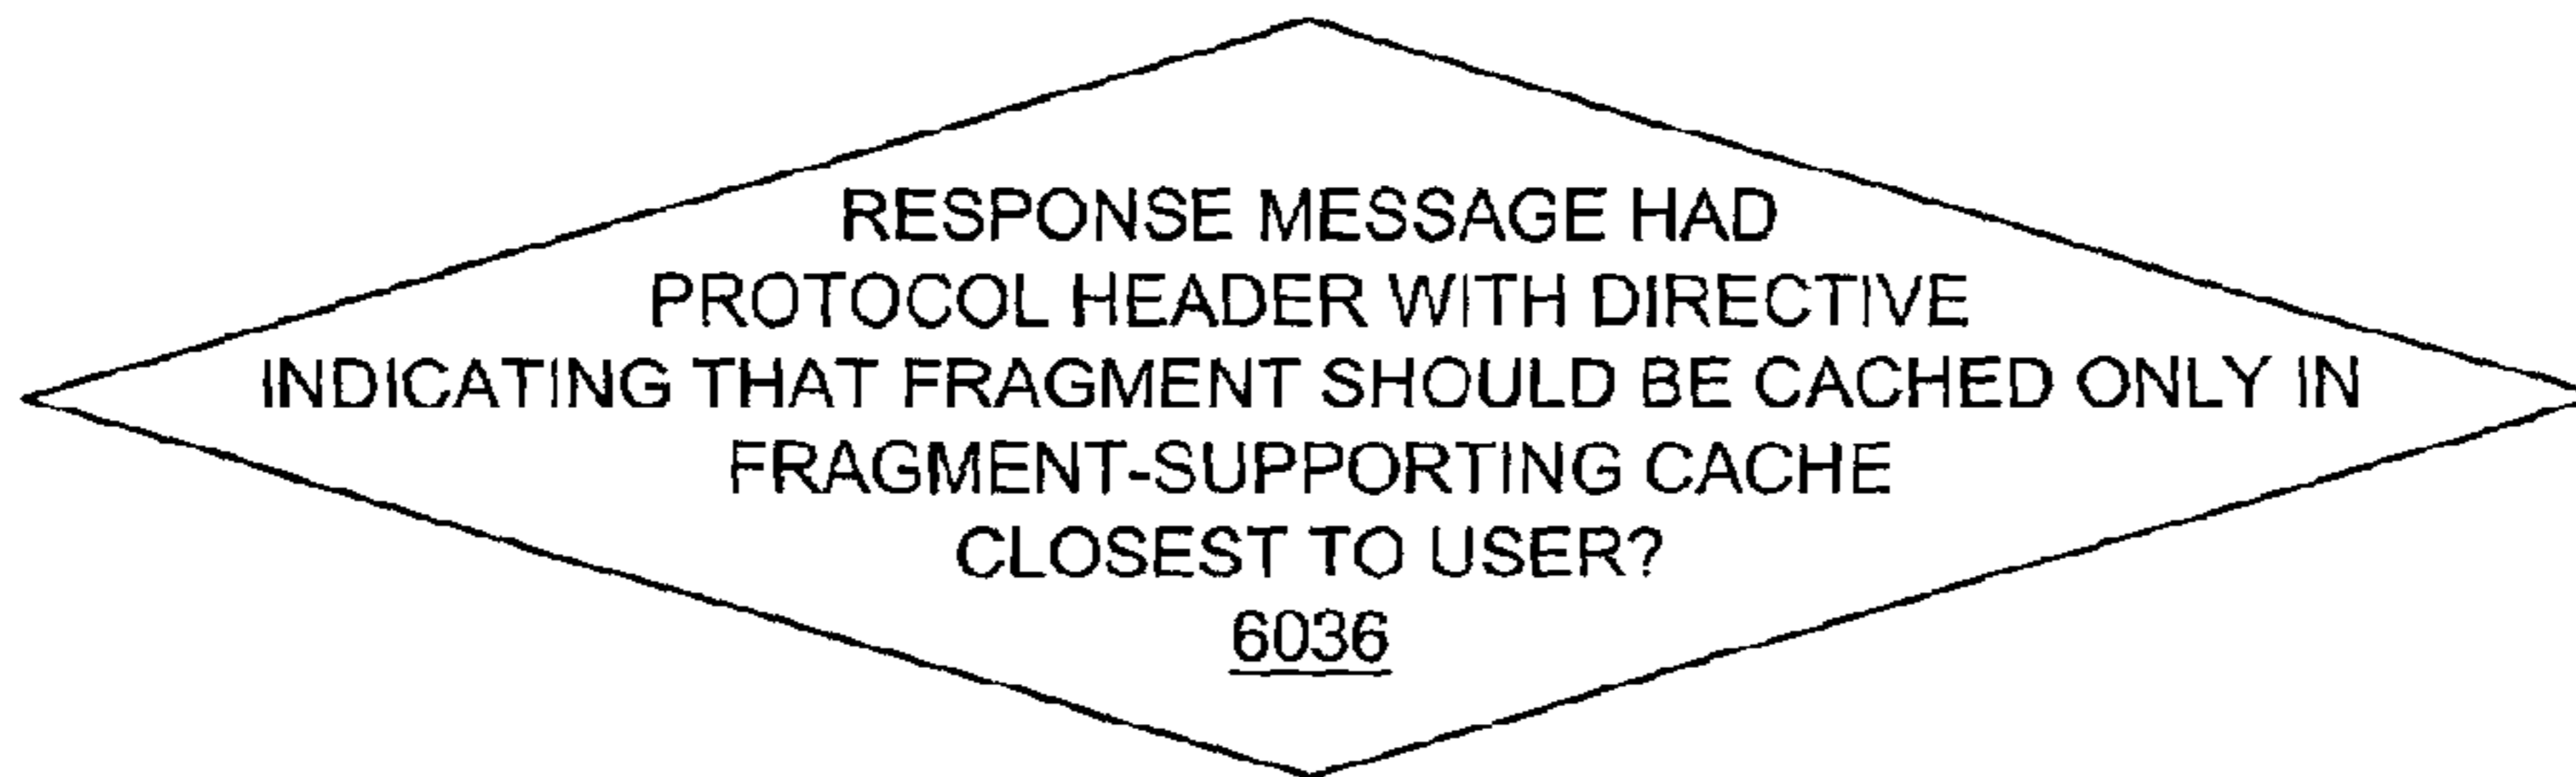 RESPONSE MESSAGE HAD
PROTOCOL HEADER WITH DIRECTIVE
INDICATING THAT FRAGMENT SHOULD BE CACHED ONLY IN
FRAGMENT-SUPPORTING CACHE
CLOSEST TO USER?
6036